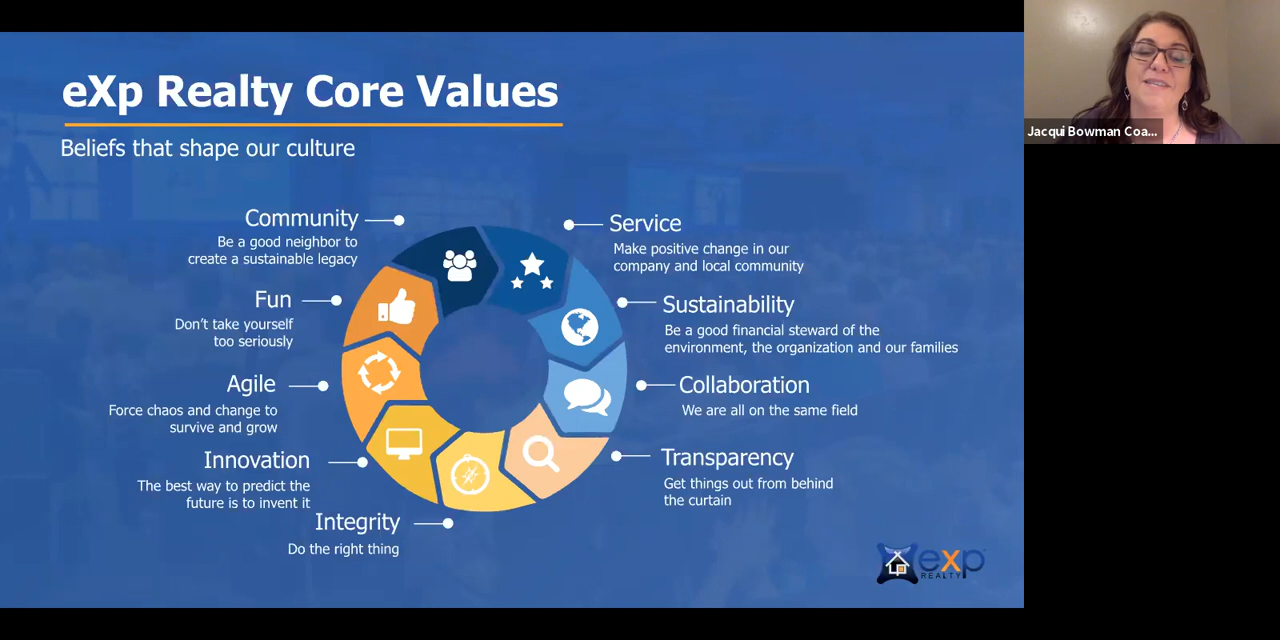 eXp Realty Core Values
Beliefs that shape our culture
Community
Be a good neighbor to
create a sustainable legacy
Fun
Don't take yourself
too seriously
Agile
Force chaos and change to
survive and grow
Innovation
The best way to predict the
future is to invent it
Integrity
Do the right thing
Service
Make positive change in our
company and local community
Sustainability
Be a good financial steward of the
environment, the organization and our families
Collaboration
We are all on the same field
Transparency
Get things out from behind
the curtain
eXp
REALTY
Jacqui Bowman Coa...